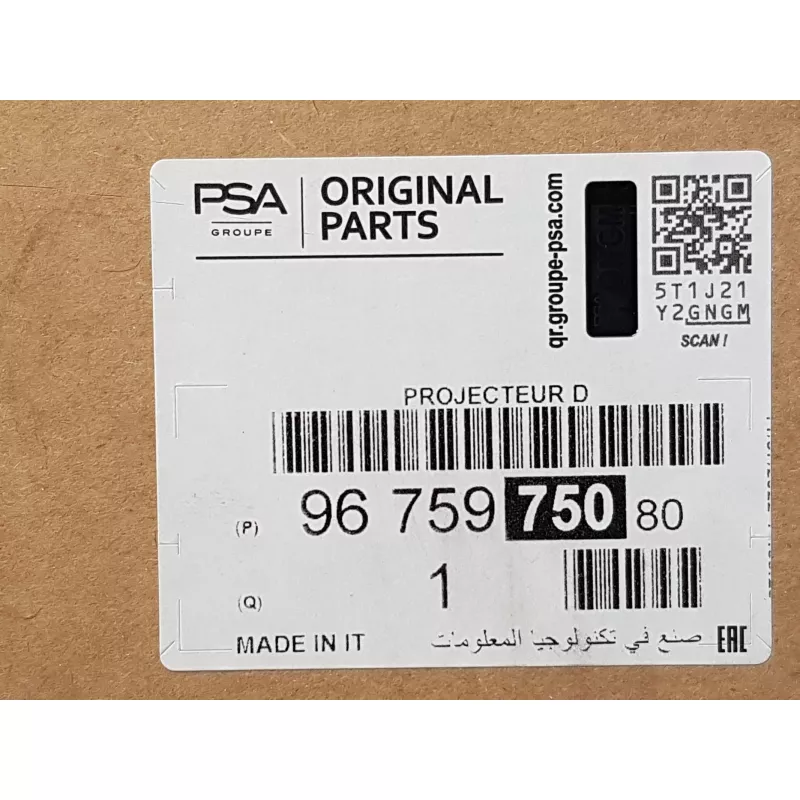 PSA
GROUPE
ORIGINAL
PARTS
qr.groupe-psa.com
5T1J21
Y2GNGM
SCAN!
PROJECTEUR D
(P) 96 759 750 80
(Q) 1
MADE IN IT
صنع في تكنولوجيا المعلومات
EAC